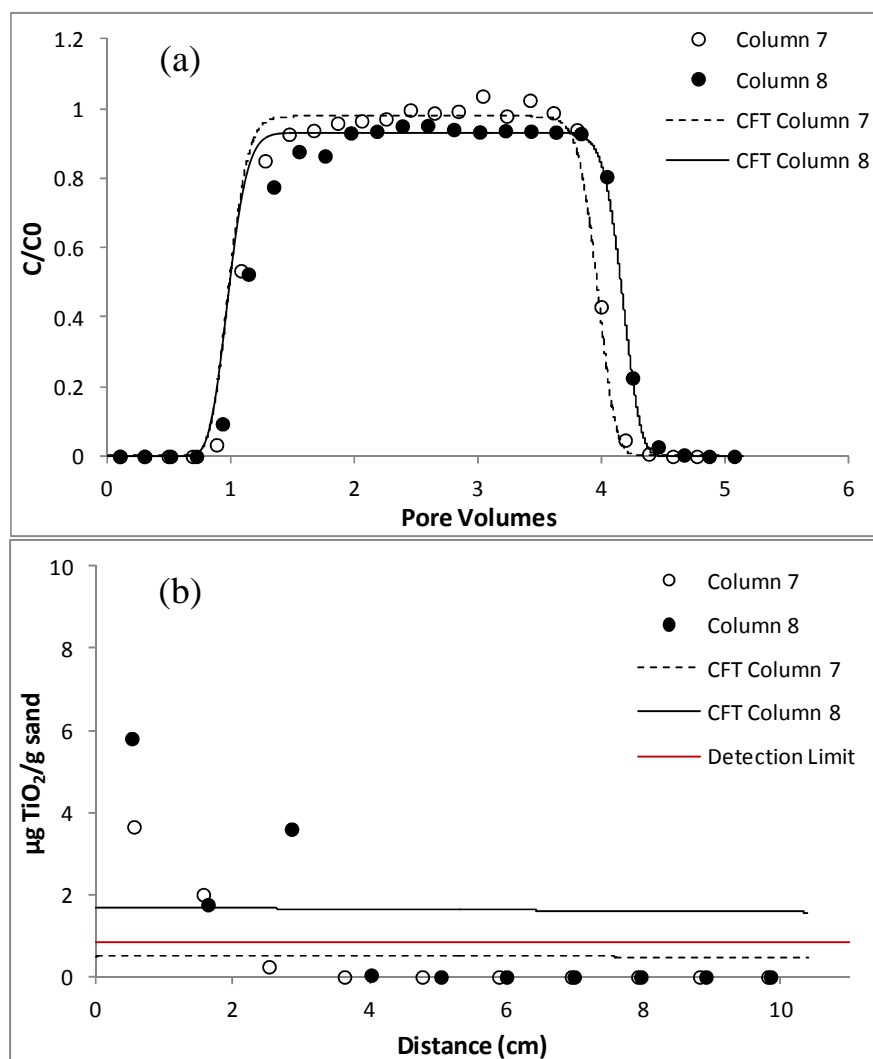 (a)
C/C0
1.2
1
0.8
0.6
0.4
0.2
0
0 1 2 3 4 5 6
Pore Volumes
Column 7
Column 8
CFT Column 7
CFT Column 8
(b)
µg TiO₂/g sand
10
8
6
4
2
0
0 2 4 6 8 10
Distance (cm)
Column 7
Column 8
CFT Column 7
CFT Column 8
Detection Limit